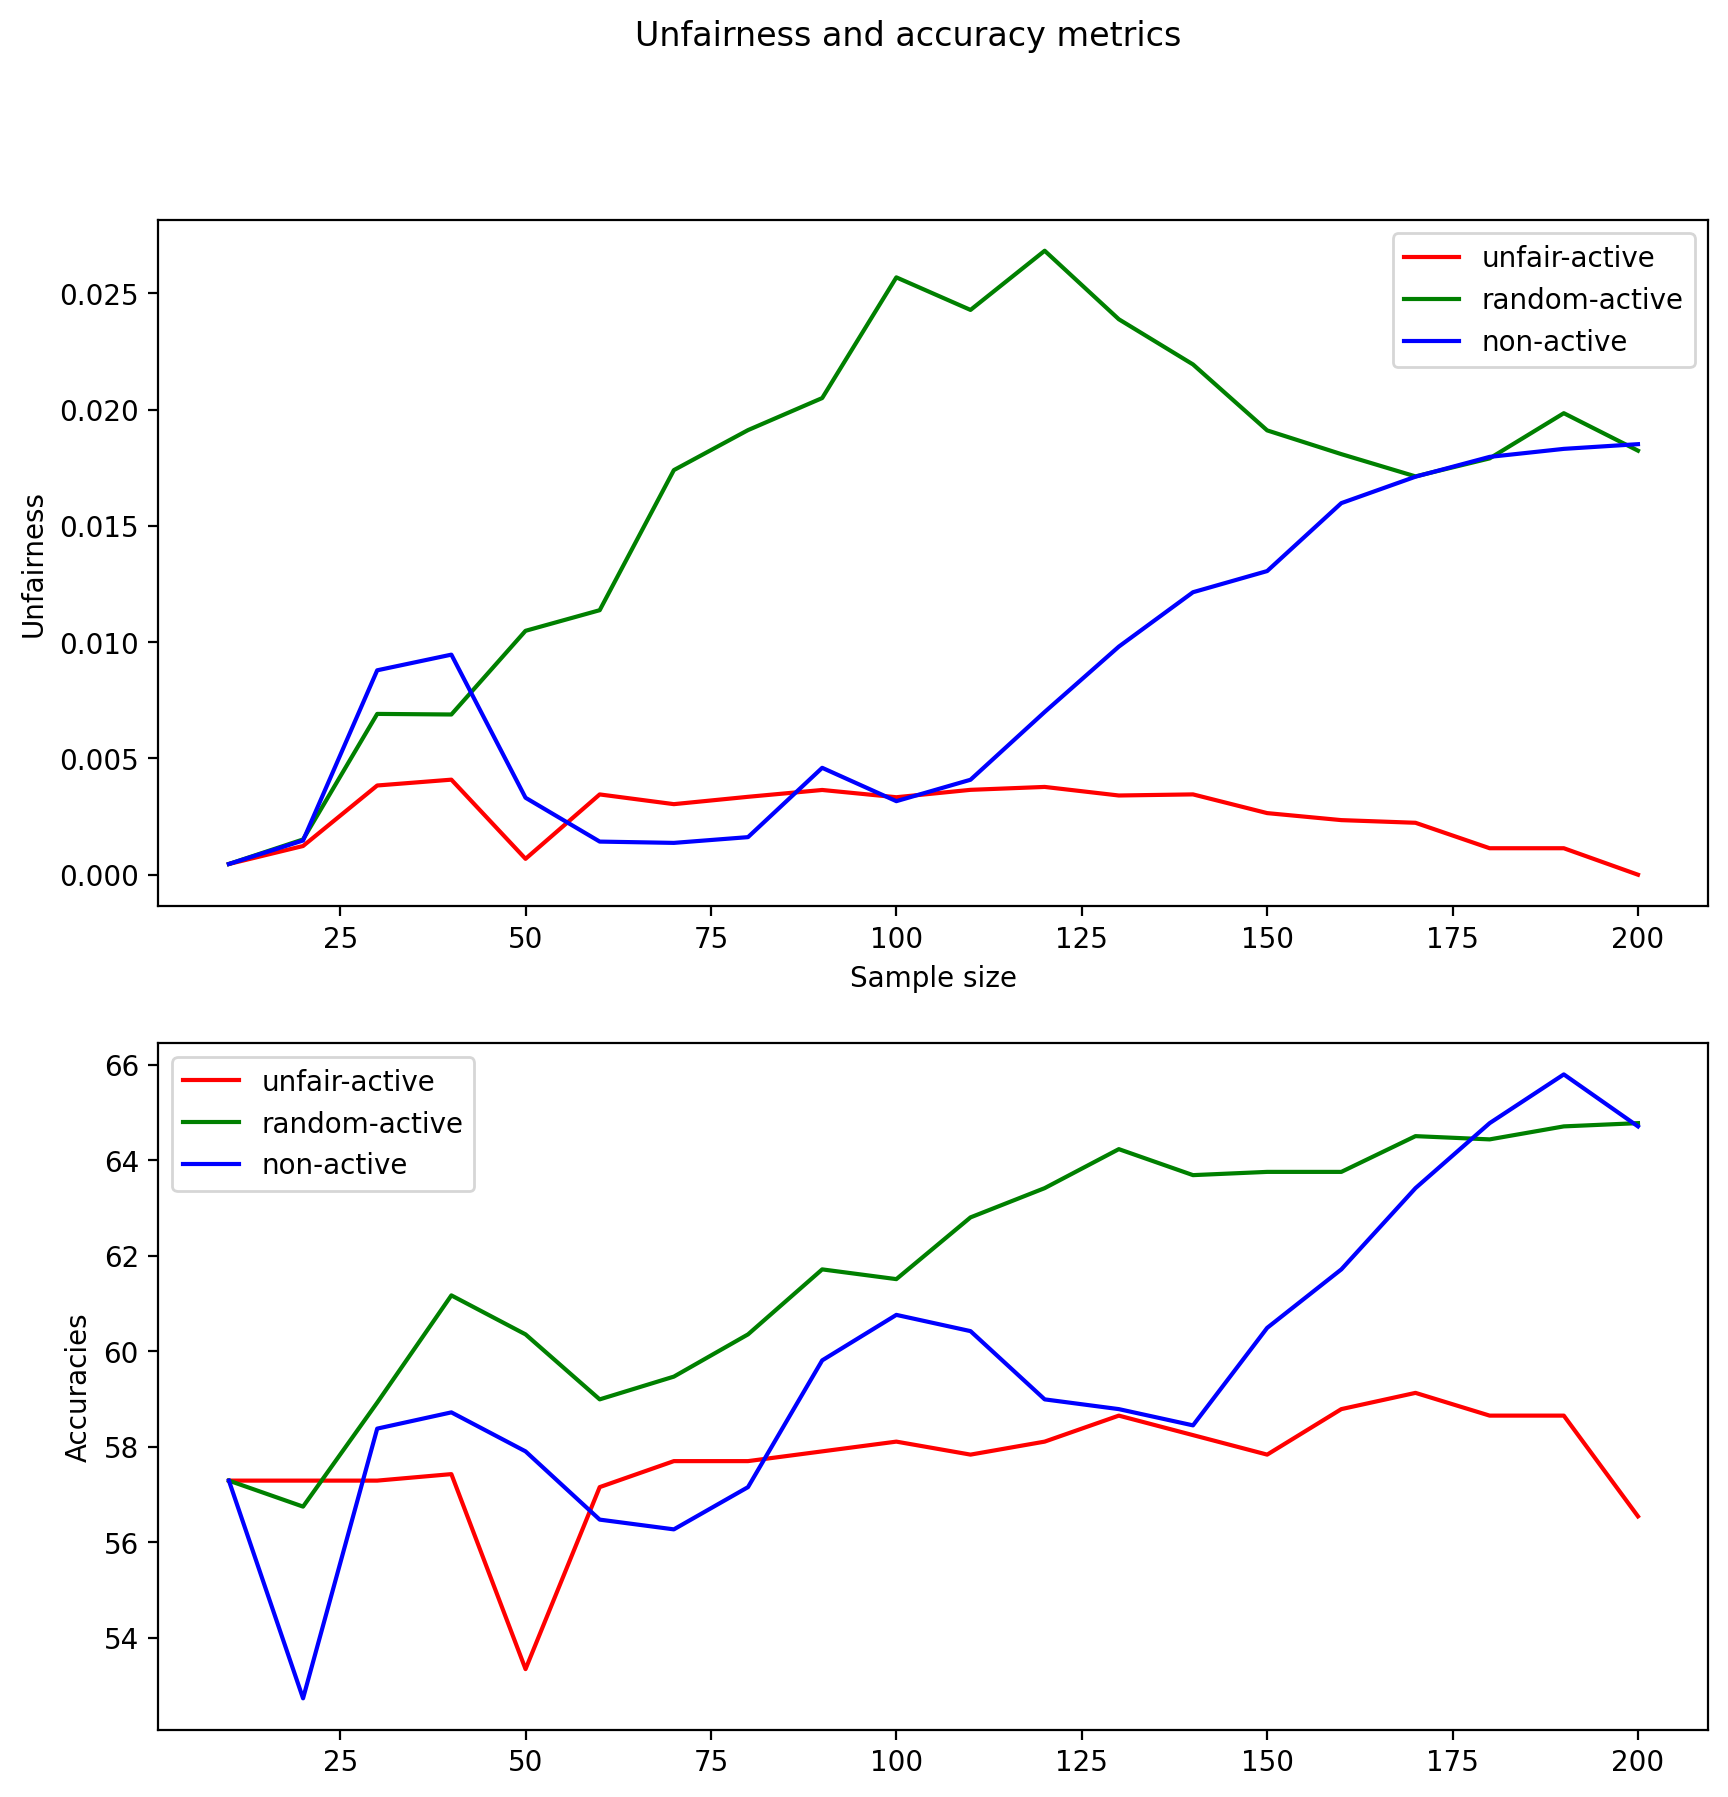 Unfairness and accuracy metrics
unfair-active
random-active
non-active
0.025
0.020
0.015
0.010
0.005
0.000
Unfairness
25 50 75 100 125 150 175 200
Sample size
unfair-active
random-active
non-active
66
64
62
60
58
56
54
Accuracies
25 50 75 100 125 150 175 200